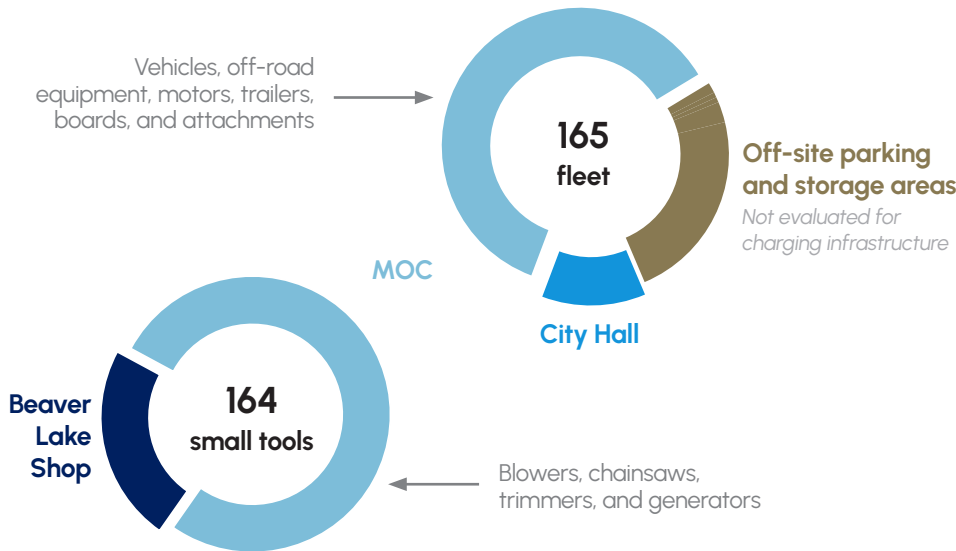 Vehicles, off-road
equipment, motors, trailers,
boards, and attachments
165
fleet
Off-site parking
and storage areas
Not evaluated for
charging infrastructure
MOC
City Hall
Beaver
Lake
Shop
164
small tools
Blowers, chainsaws,
trimmers, and generators